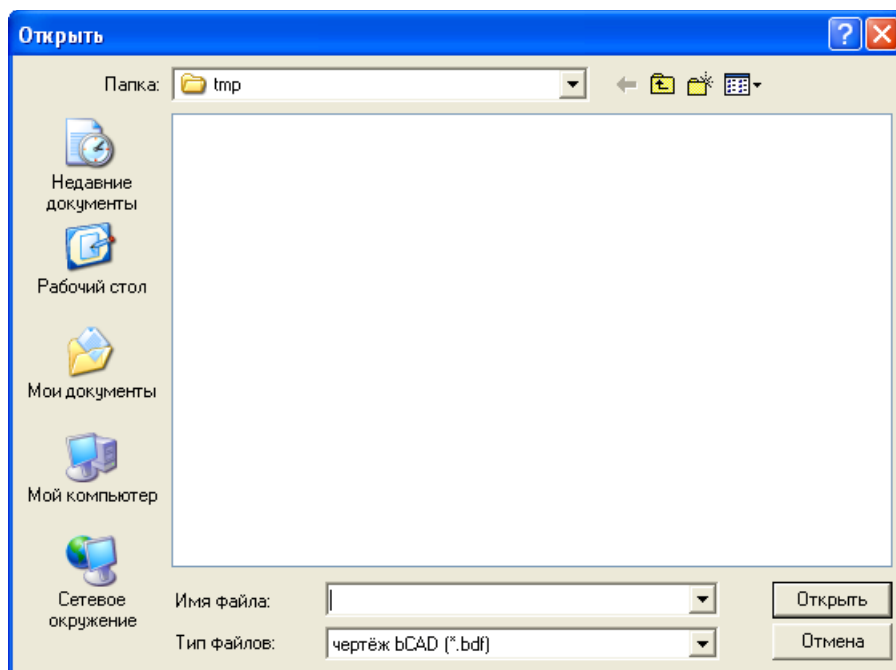 Открыть
Папка: tmp
Недавние
документы
Рабочий стол
Мои документы
Мой компьютер
Сетевое
окружение
Имя файла:
Открыть
Тип файлов: чертёж bCAD (*.bdf)
Отмена